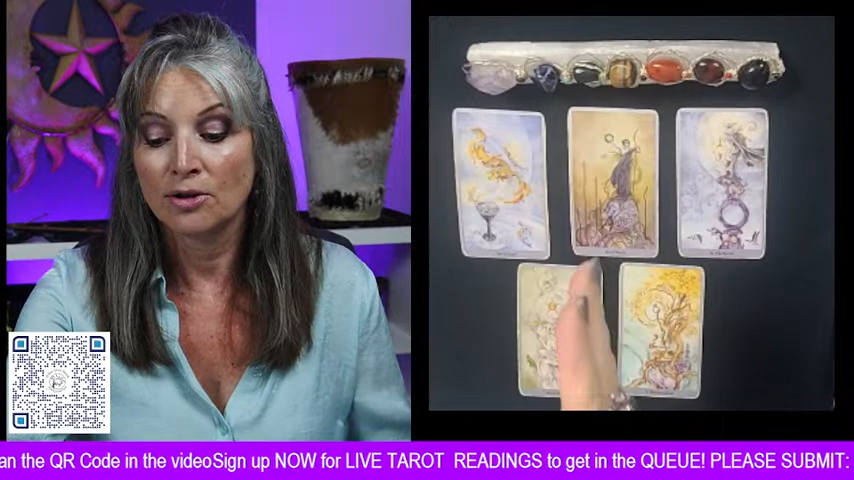 an the QR Code in the videoSign up NOW for LIVE TAROT READINGS to get in the QUEUE! PLEASE SUBMIT: